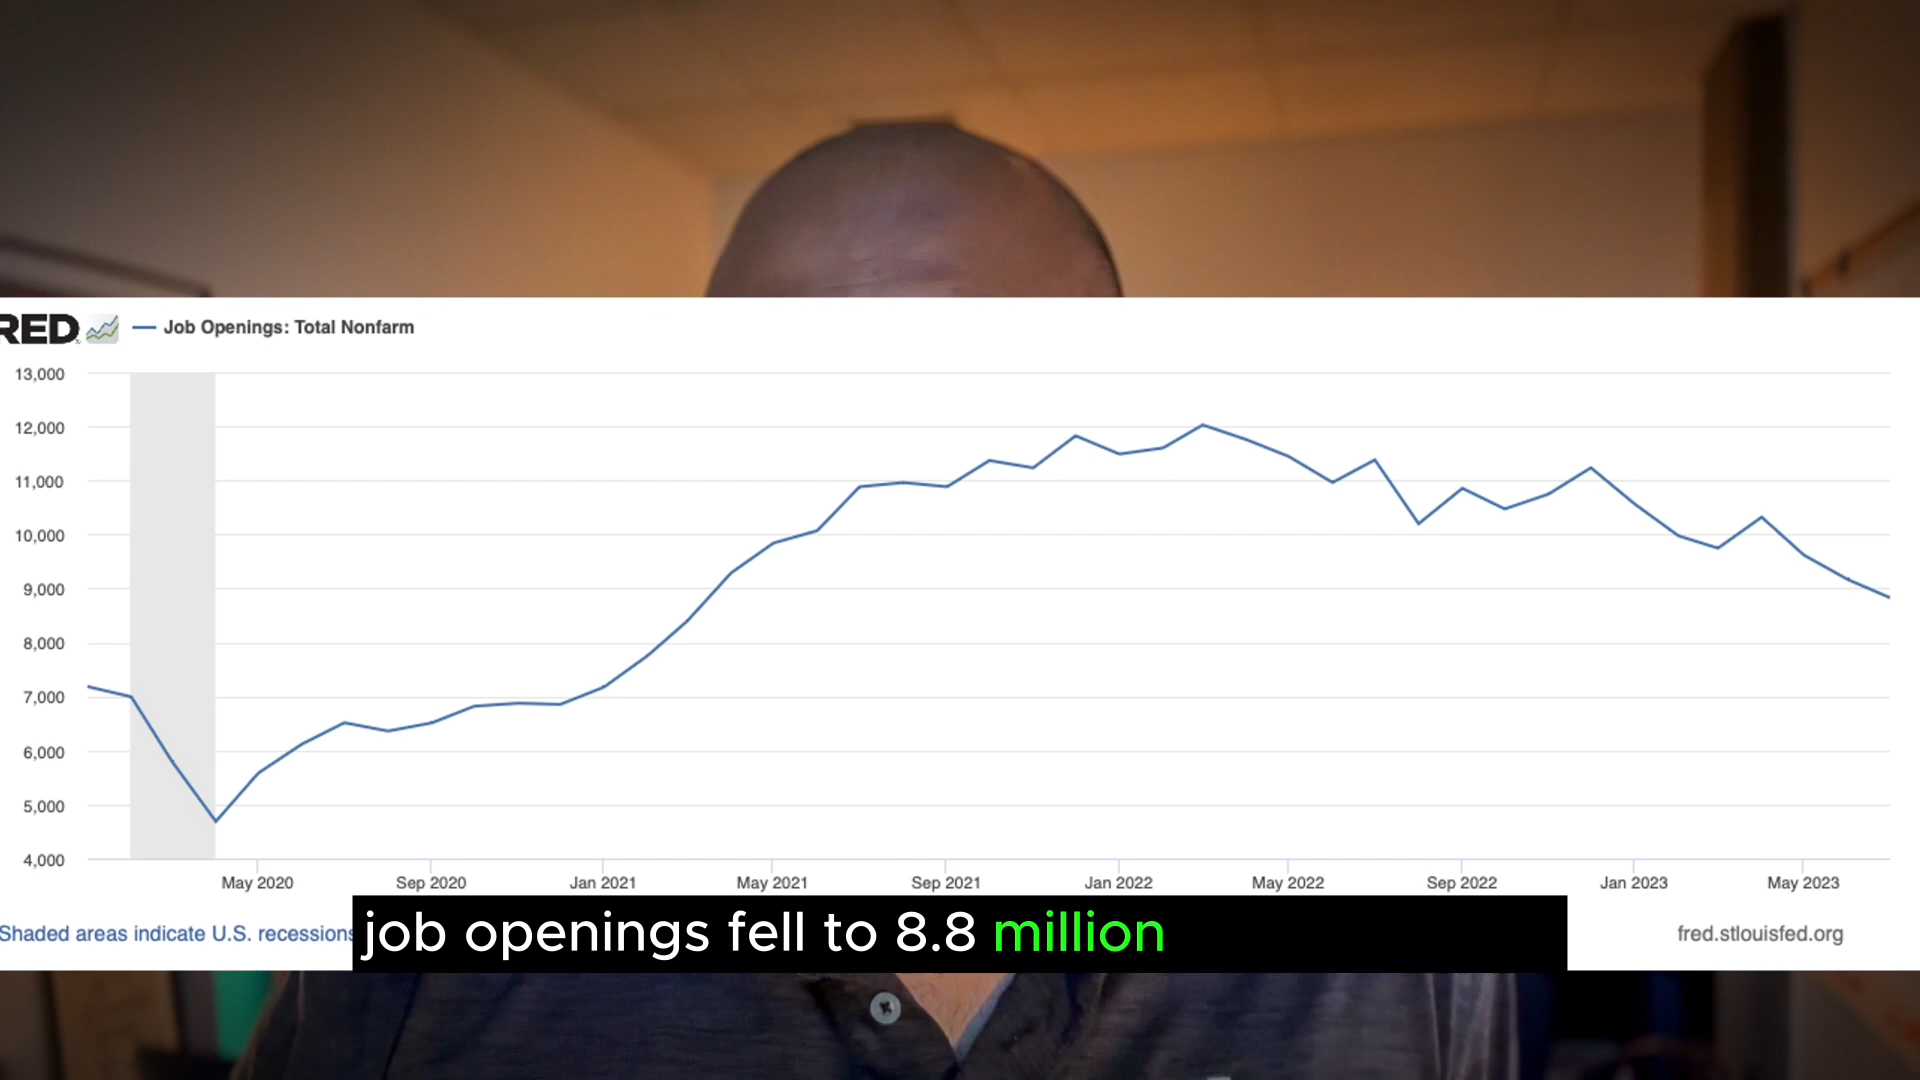 RED Job Openings: Total Nonfarm
13,000
12,000
11,000
10,000
9,000
8,000
7,000
6,000
5,000
4,000
May 2020 Sep 2020 Jan 2021 May 2021 Sep 2021 Jan 2022 May 2022 Sep 2022 Jan 2023 May 2023
Shaded areas indicate U.S. recessions
fred.stlouisfed.org
job openings fell to 8.8 million